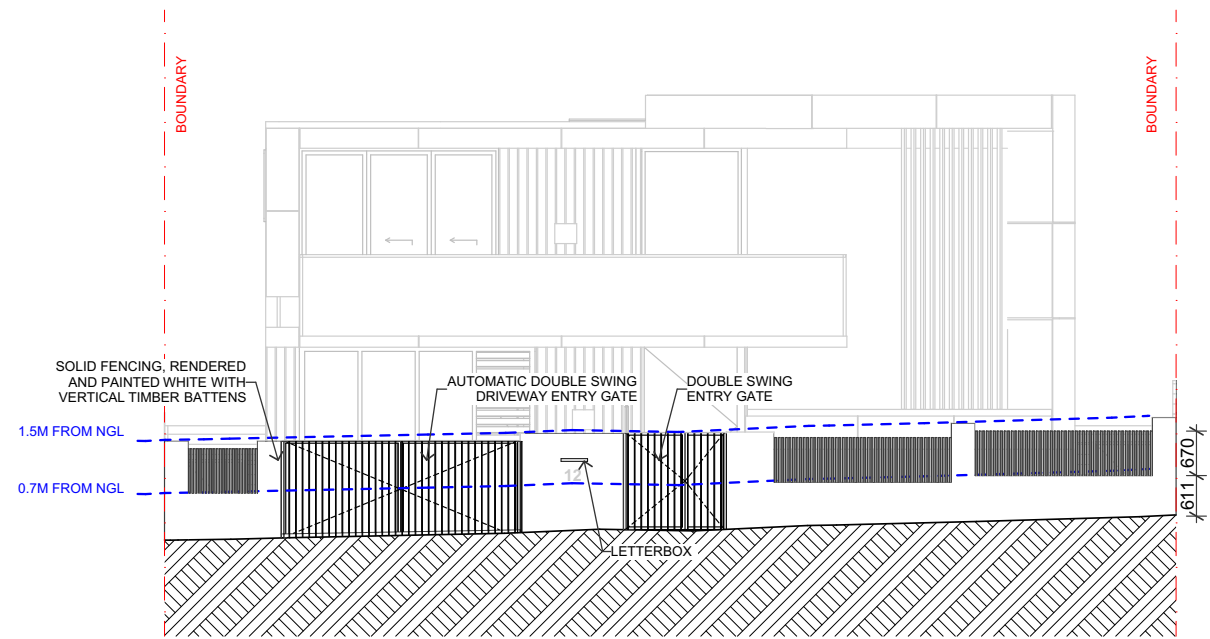 BOUNDARY
BOUNDARY
SOLID FENCING, RENDERED
AND PAINTED WHITE WITH
VERTICAL TIMBER BATTENS
AUTOMATIC DOUBLE SWING
DRIVEWAY ENTRY GATE
DOUBLE SWING
ENTRY GATE
1.5M FROM NGL
0.7M FROM NGL
12
LETTERBOX
670
611